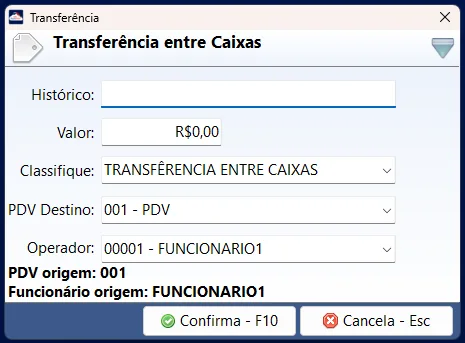 Transferência
Transferência entre Caixas
Histórico:
Valor: R$0,00
Classifique: TRANSFÊRENCIA ENTRE CAIXAS
PDV Destino: 001 - PDV
Operador: 00001 - FUNCIONARIO1
PDV origem: 001
Funcionário origem: FUNCIONARIO1
Confirma - F10 Cancela - Esc